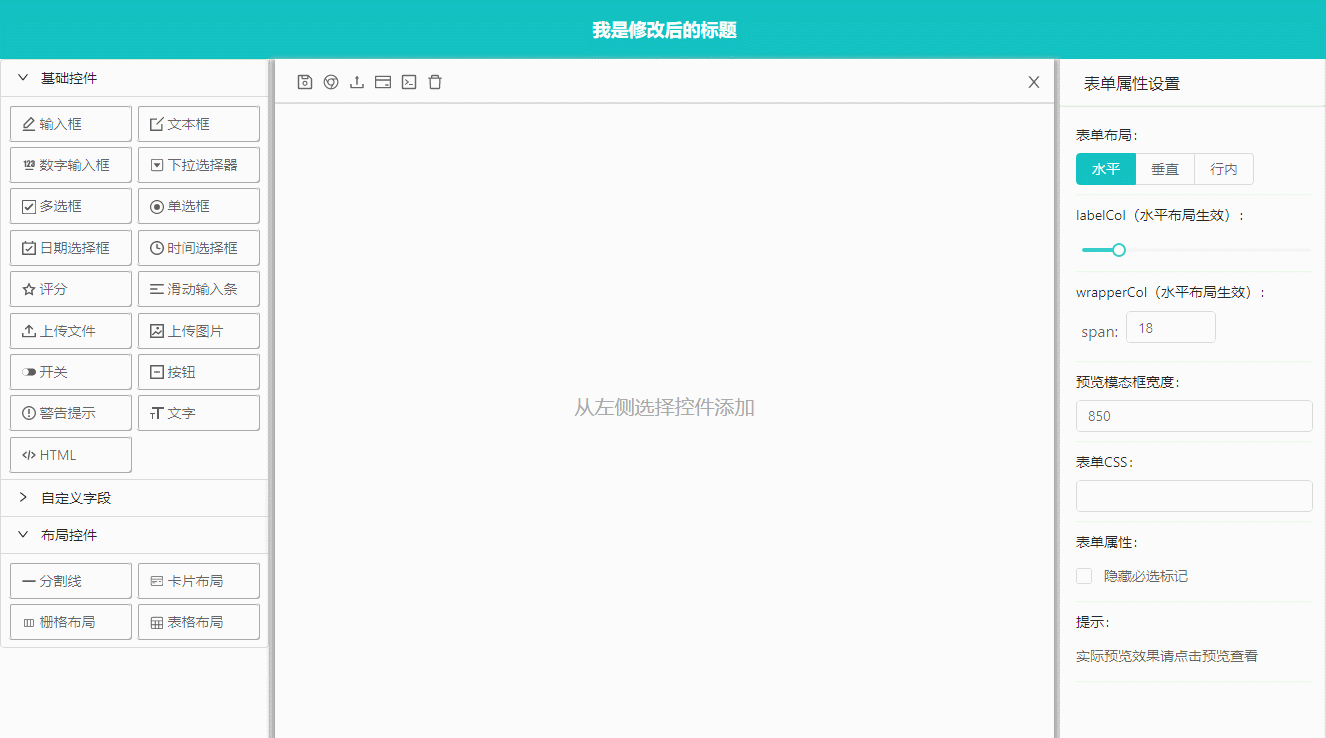 我是修改后的标题
基础控件
输入框
文本框
数字输入框
下拉选择器
多选框
单选框
日期选择框
时间选择框
评分
滑动输入条
上传文件
上传图片
开关
按钮
警告提示
文字
HTML
自定义字段
布局控件
分割线
卡片布局
栅格布局
表格布局
从左侧选择控件添加
表单属性设置
表单布局:
水平 垂直 行内
labelCol（水平布局生效）:
wrapperCol（水平布局生效）:
span: 18
预览模态框宽度:
850
表单CSS:
表单属性:
隐藏必选标记
提示:
实际预览效果请点击预览查看